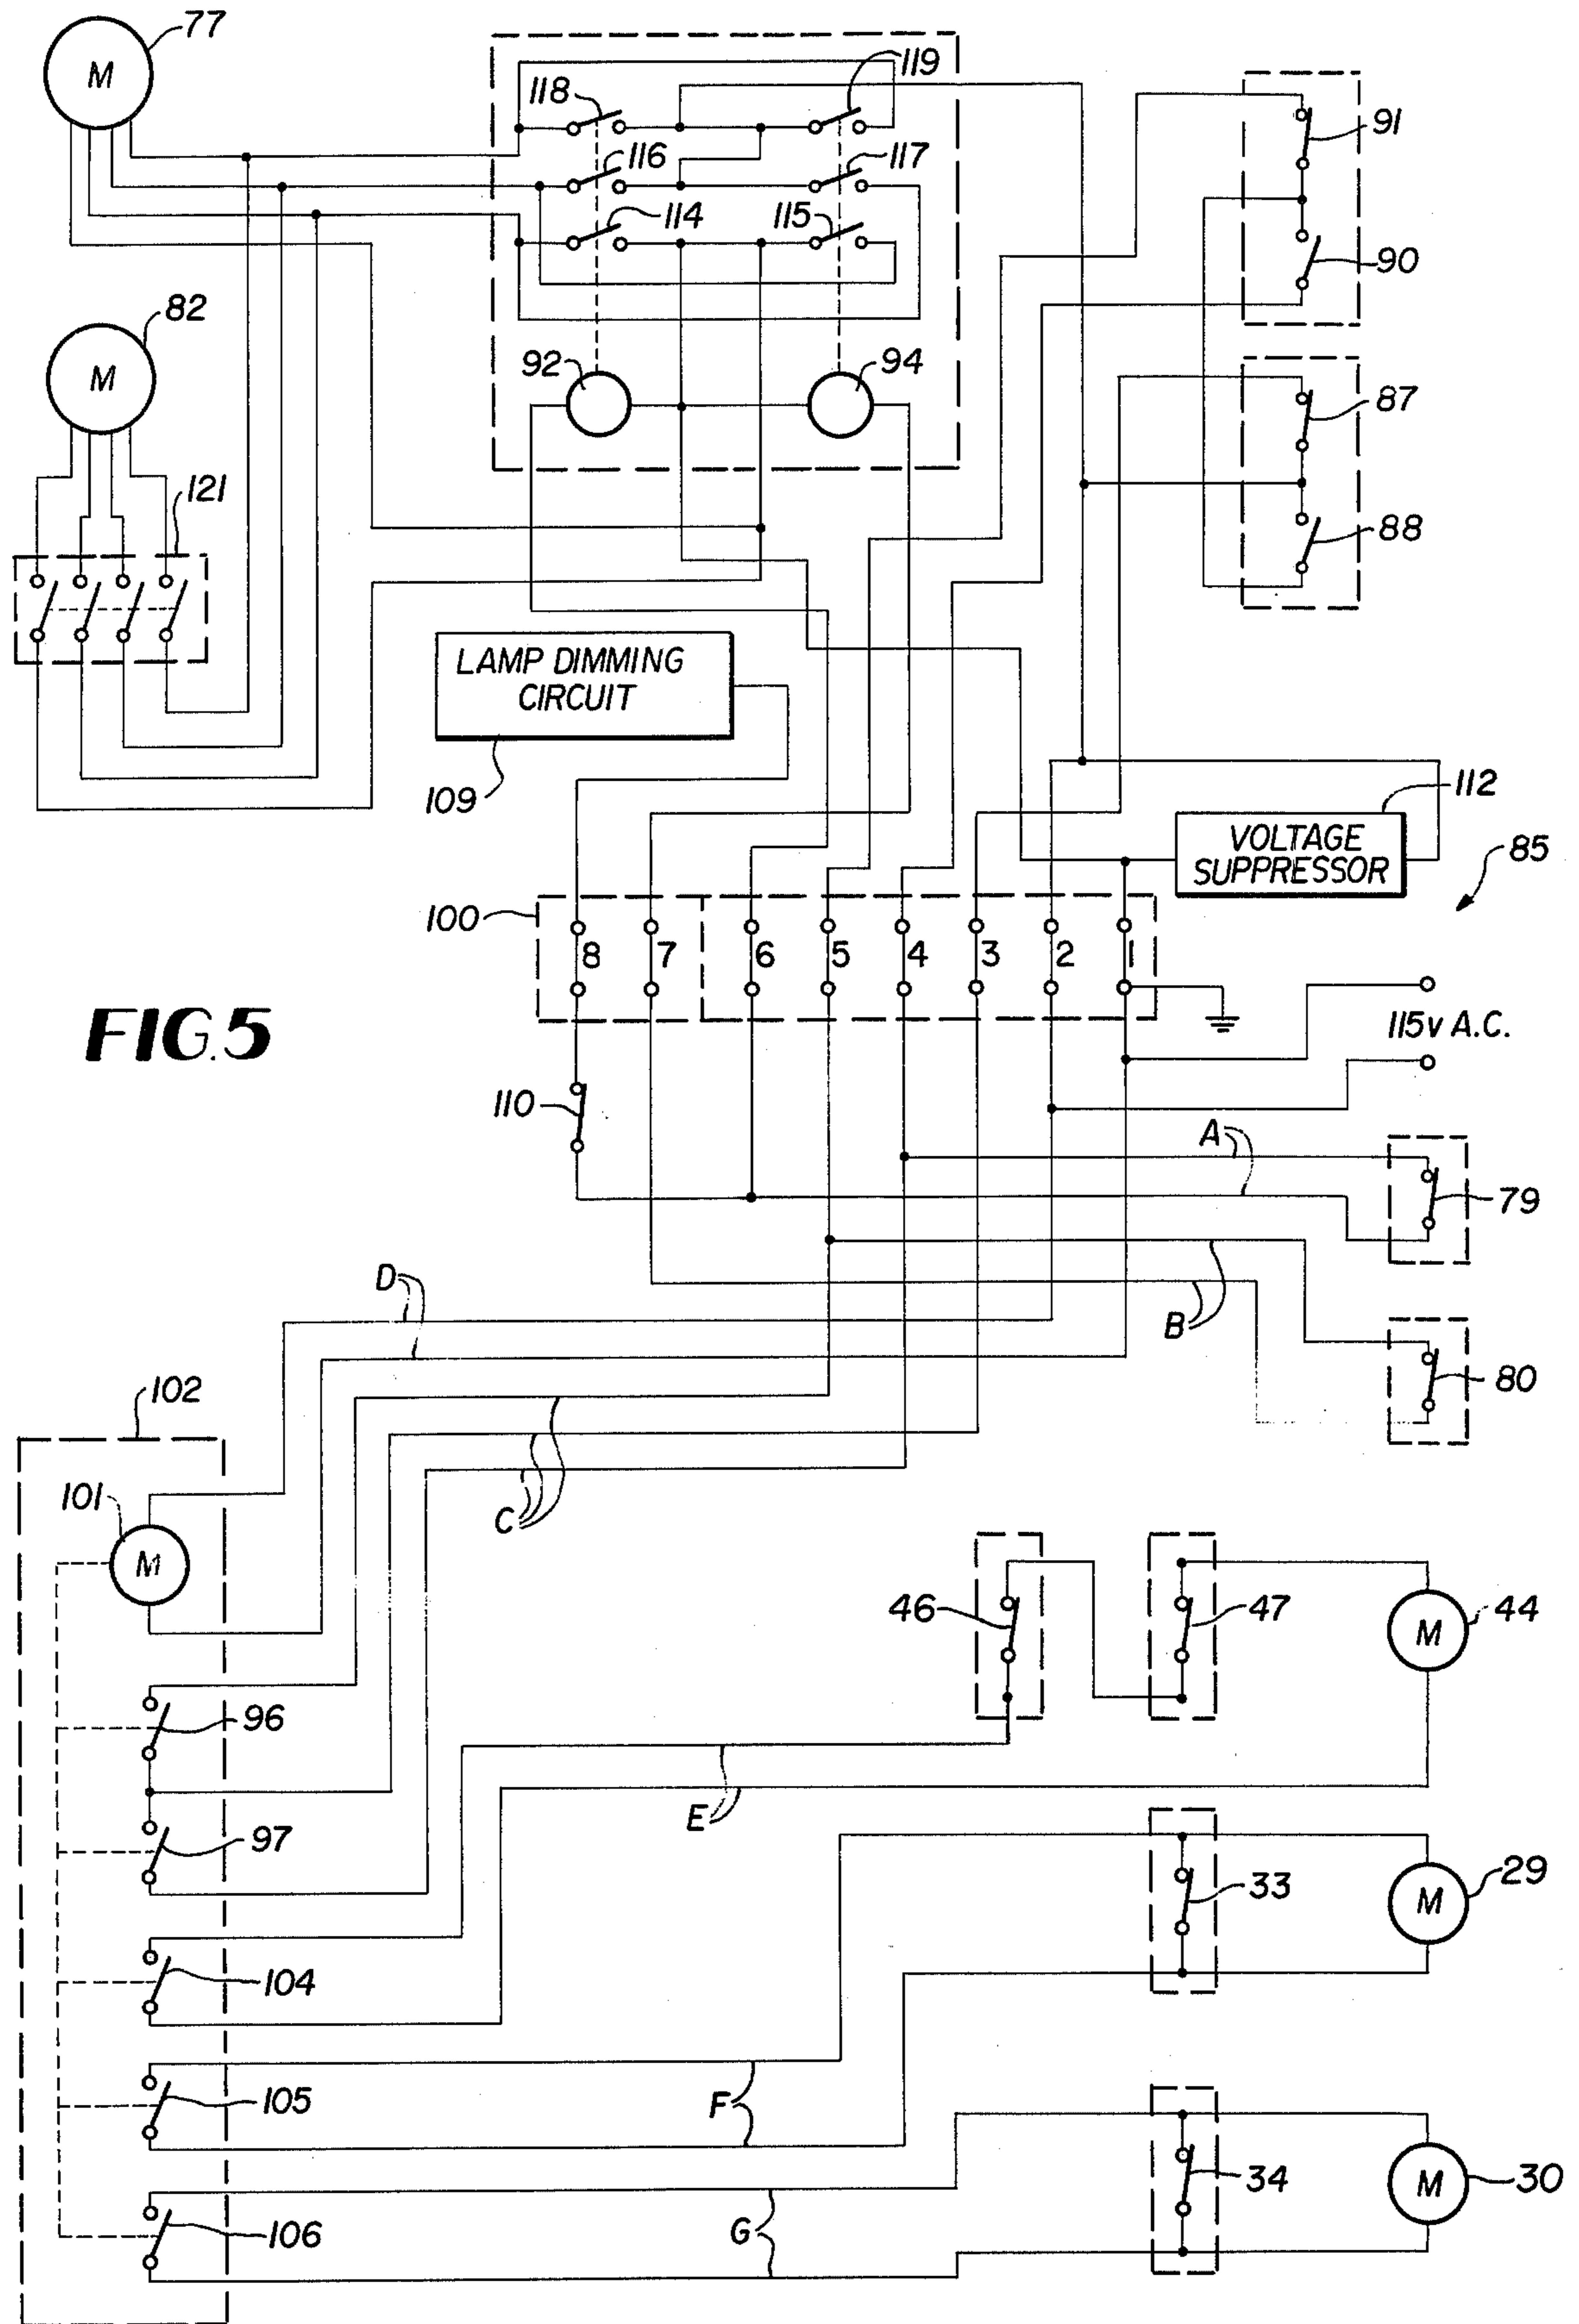 77
M
118
119
116
117
114
115
91
90
82
M
92
94
87
88
121
LAMP DIMMING
CIRCUIT
109
112
VOLTAGE
SUPPRESSOR
85
100
8 7 6 5 4 3 2 1
FIG. 5
115v A.C.
110
A
79
D
B
80
102
101
M
C
46
47
44
M
96
E
97
33
29
M
104
F
105
34
30
M
G
106